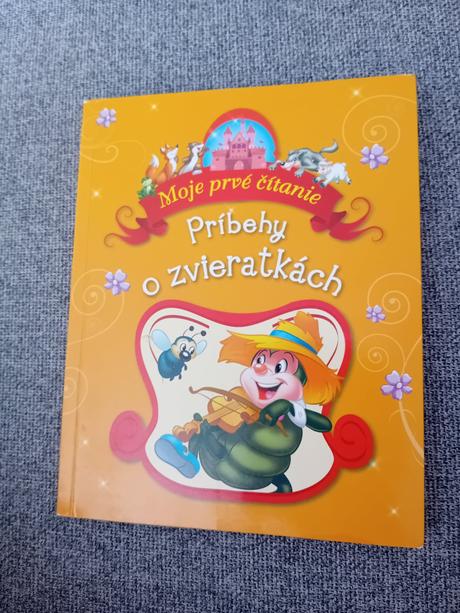 Moje prvé čítanie
Príbehy
o zvieratkách